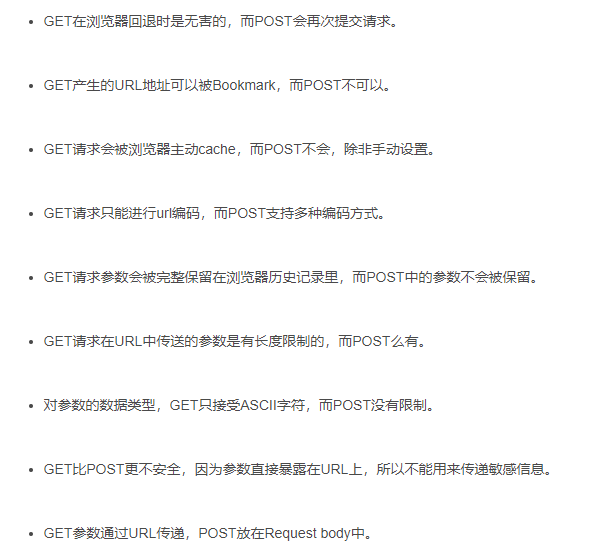 GET在浏览器回退时是无害的，而POST会再次提交请求。
GET产生的URL地址可以被Bookmark，而POST不可以。
GET请求会被浏览器主动cache，而POST不会，除非手动设置。
GET请求只能进行url编码，而POST支持多种编码方式。
GET请求参数会被完整保留在浏览器历史记录里，而POST中的参数不会被保留。
GET请求在URL中传送的参数是有长度限制的，而POST么有。
对参数的数据类型，GET只接受ASCII字符，而POST没有限制。
GET比POST更不安全，因为参数直接暴露在URL上，所以不能用来传递敏感信息。
GET参数通过URL传递，POST放在Request body中。